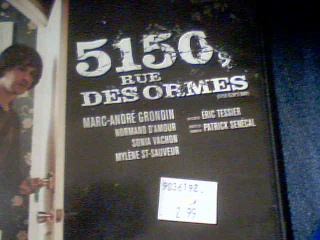 5150,
RUE
DES ORMES
MARC-ANDRÉ GRONDIN
NORMAND D'AMOUR
SONIA VACHON
MYLÈNE ST-SAUVEUR
ERIC TESSIER
PATRICK SENÉCAL
2.99